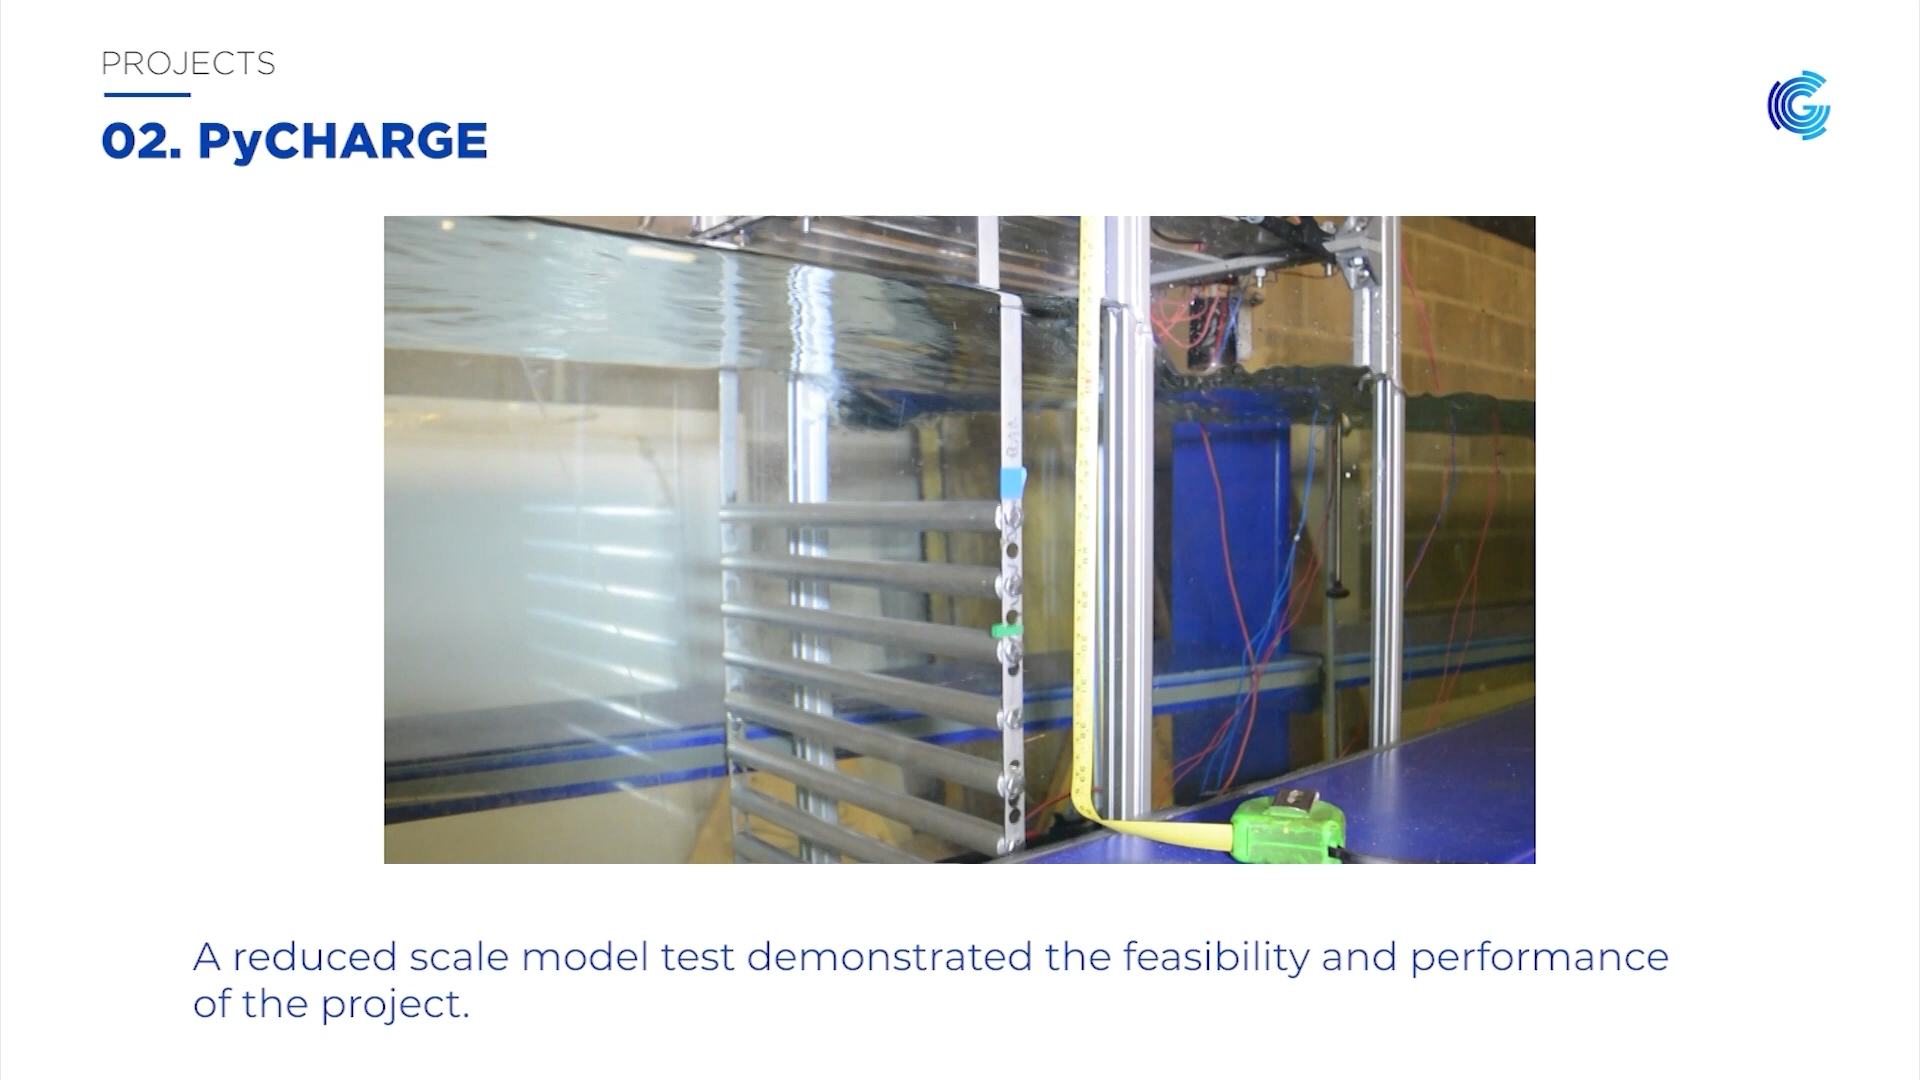 PROJECTS
02. PyCHARGE
G
A reduced scale model test demonstrated the feasibility and performance
of the project.